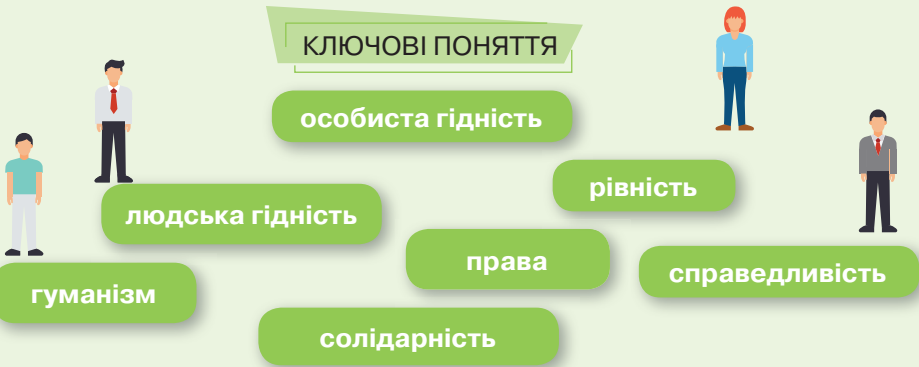 КЛЮЧОВІ ПОНЯТТЯ
особиста гідність
рівність
людська гідність
права
справедливість
гуманізм
солідарність